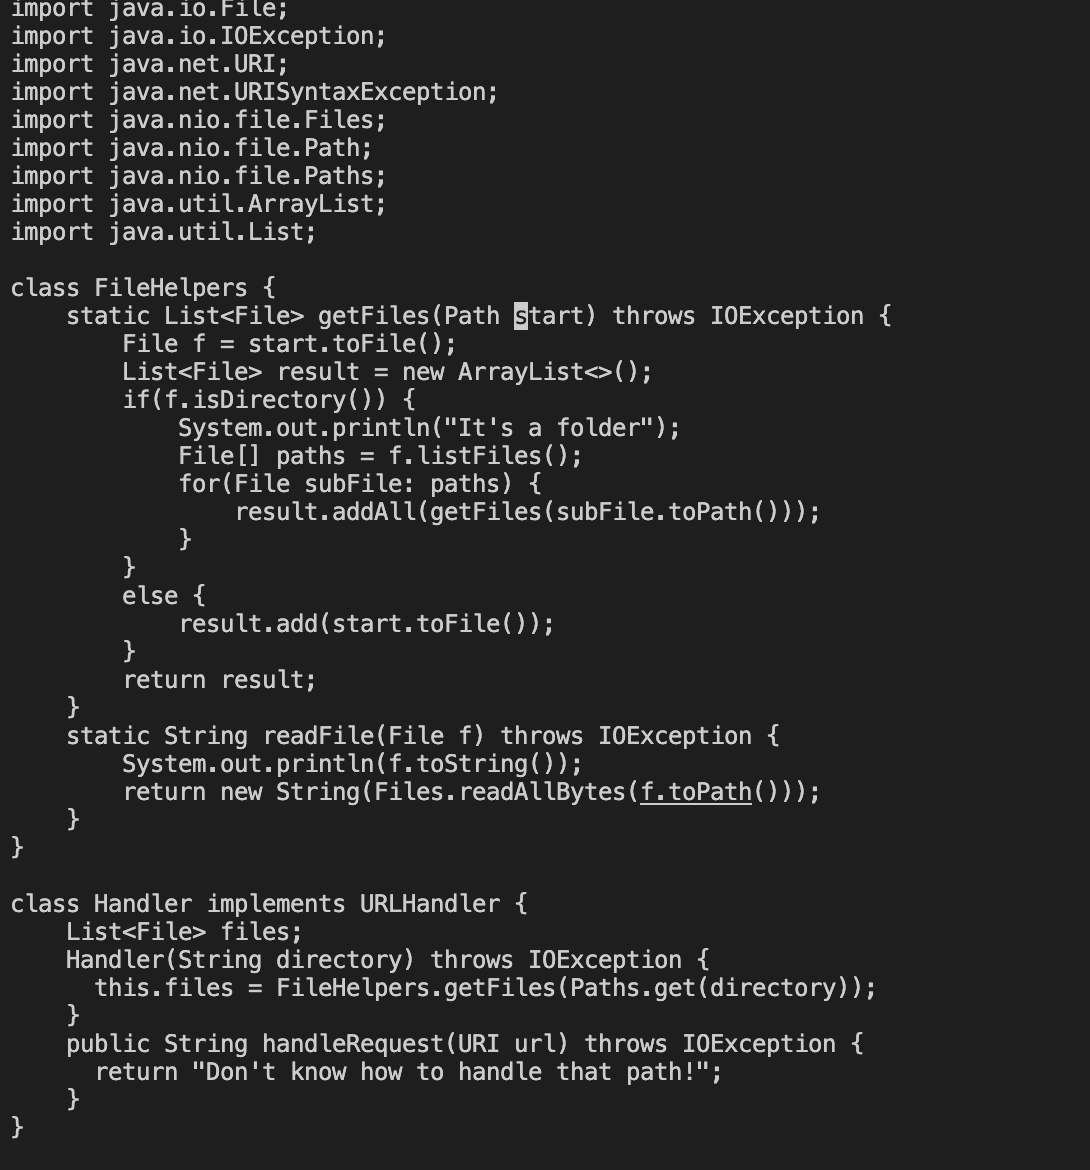 import java.io.File;
import java.io.IOException;
import java.net.URI;
import java.net.URISyntaxException;
import java.nio.file.Files;
import java.nio.file.Path;
import java.nio.file.Paths;
import java.util.ArrayList;
import java.util.List;

class FileHelpers {
    static List<File> getFiles(Path start) throws IOException {
        File f = start.toFile();
        List<File> result = new ArrayList<>();
        if(f.isDirectory()) {
            System.out.println("It's a folder");
            File[] paths = f.listFiles();
            for(File subFile: paths) {
                result.addAll(getFiles(subFile.toPath()));
            }
        }
        else {
            result.add(start.toFile());
        }
        return result;
    }
    static String readFile(File f) throws IOException {
        System.out.println(f.toString());
        return new String(Files.readAllBytes(f.toPath()));
    }
}

class Handler implements URLHandler {
    List<File> files;
    Handler(String directory) throws IOException {
      this.files = FileHelpers.getFiles(Paths.get(directory));
    }
    public String handleRequest(URI url) throws IOException {
      return "Don't know how to handle that path!";
    }
}